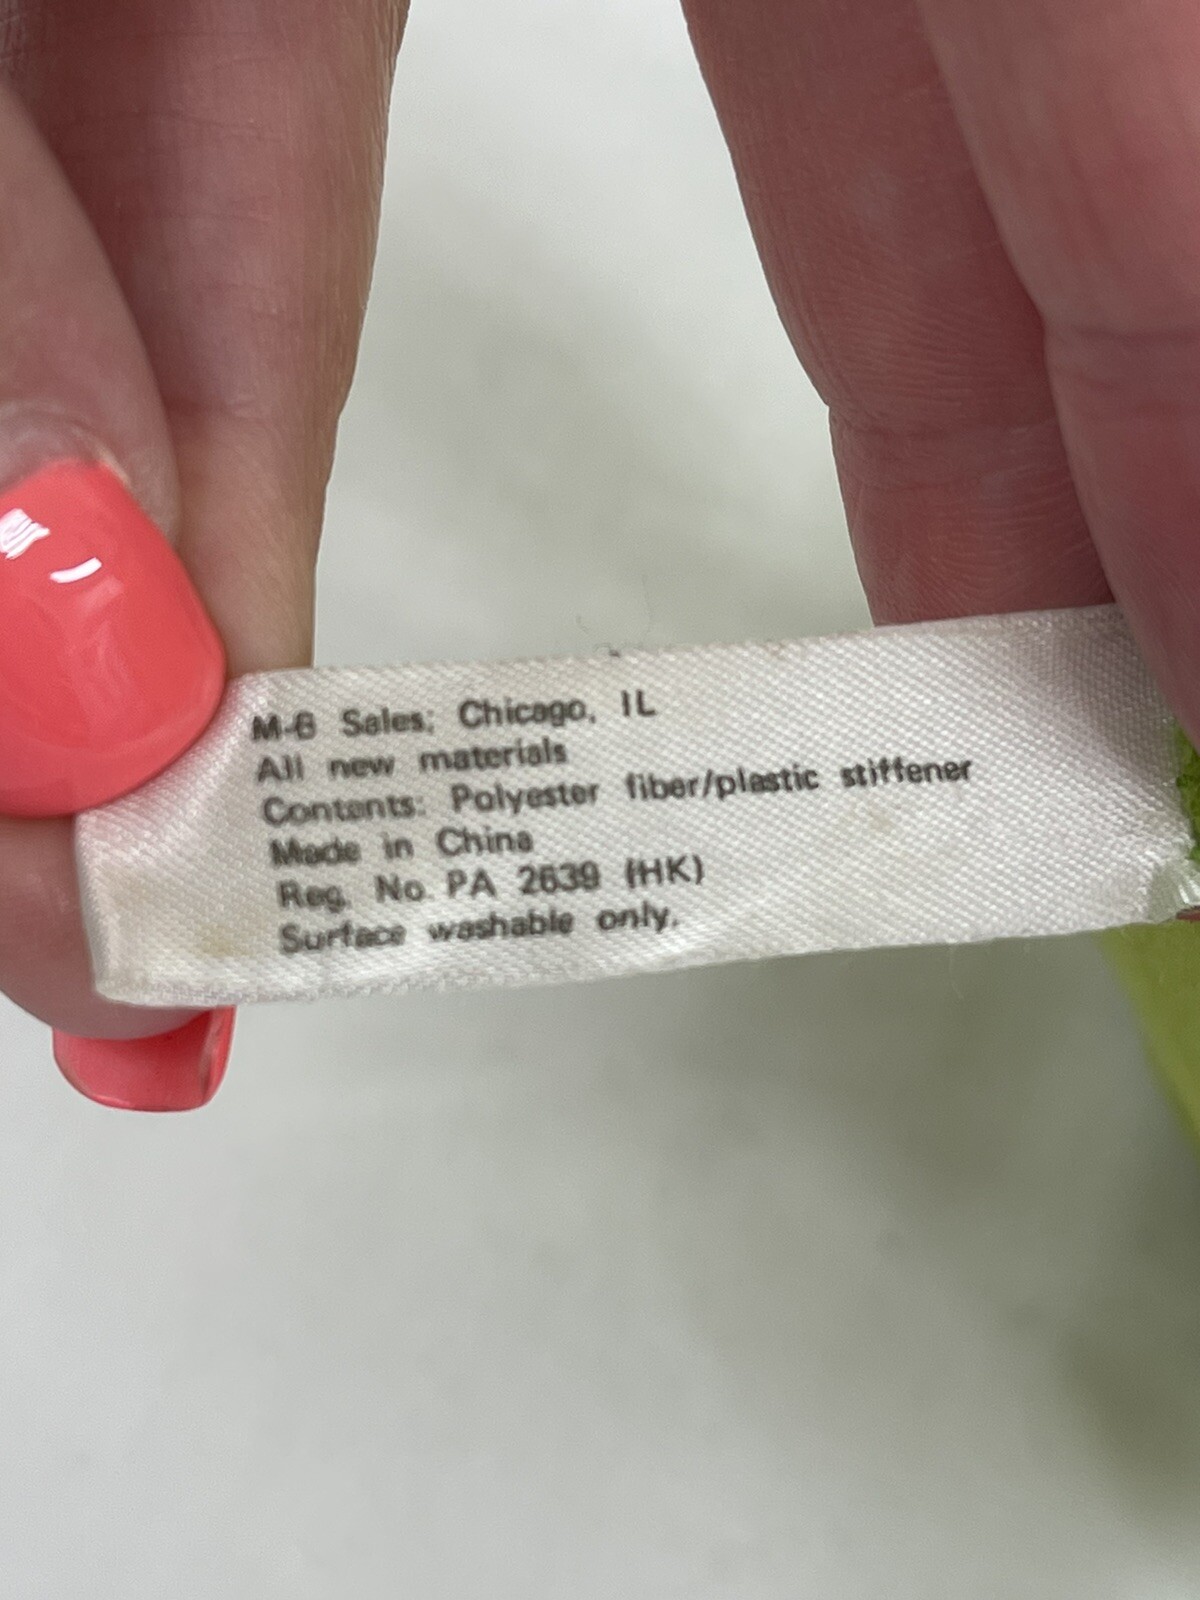 M-B Sales; Chicago, IL
All new materials
Contents: Polyester fiber/plastic stiffener
Made in China
Reg. No. PA 2639 (HK)
Surface washable only.